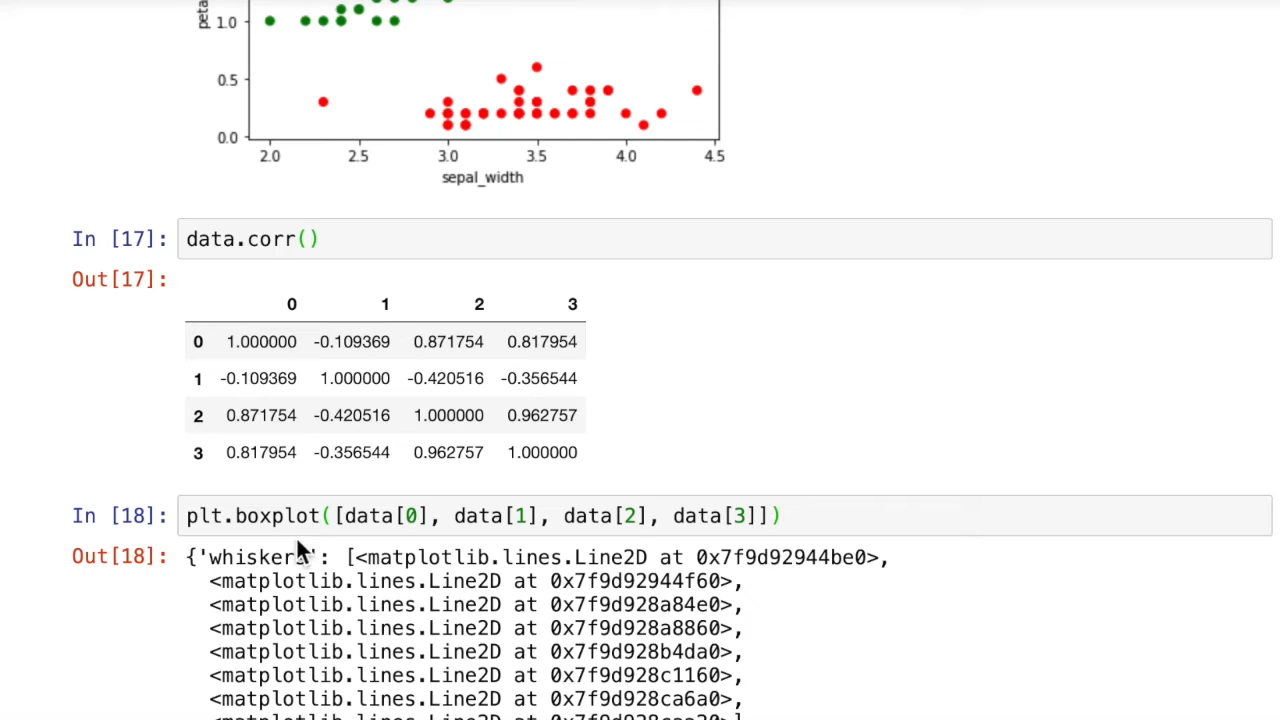 peta
1.0
0.5
0.0
2.0 2.5 3.0 3.5 4.0 4.5
sepal_width
In [17]: data.corr()
Out[17]:
0 1 2 3
0 1.000000 -0.109369 0.871754 0.817954
1 -0.109369 1.000000 -0.420516 -0.356544
2 0.871754 -0.420516 1.000000 0.962757
3 0.817954 -0.356544 0.962757 1.000000
In [18]: plt.boxplot([data[0], data[1], data[2], data[3]])
Out[18]: {'whiskers': [<matplotlib.lines.Line2D at 0x7f9d92944be0>,
<matplotlib.lines.Line2D at 0x7f9d92944f60>,
<matplotlib.lines.Line2D at 0x7f9d928a84e0>,
<matplotlib.lines.Line2D at 0x7f9d928a8860>,
<matplotlib.lines.Line2D at 0x7f9d928b4da0>,
<matplotlib.lines.Line2D at 0x7f9d928c1160>,
<matplotlib.lines.Line2D at 0x7f9d928ca6a0>,
<matplotlib.lines.Line2D at